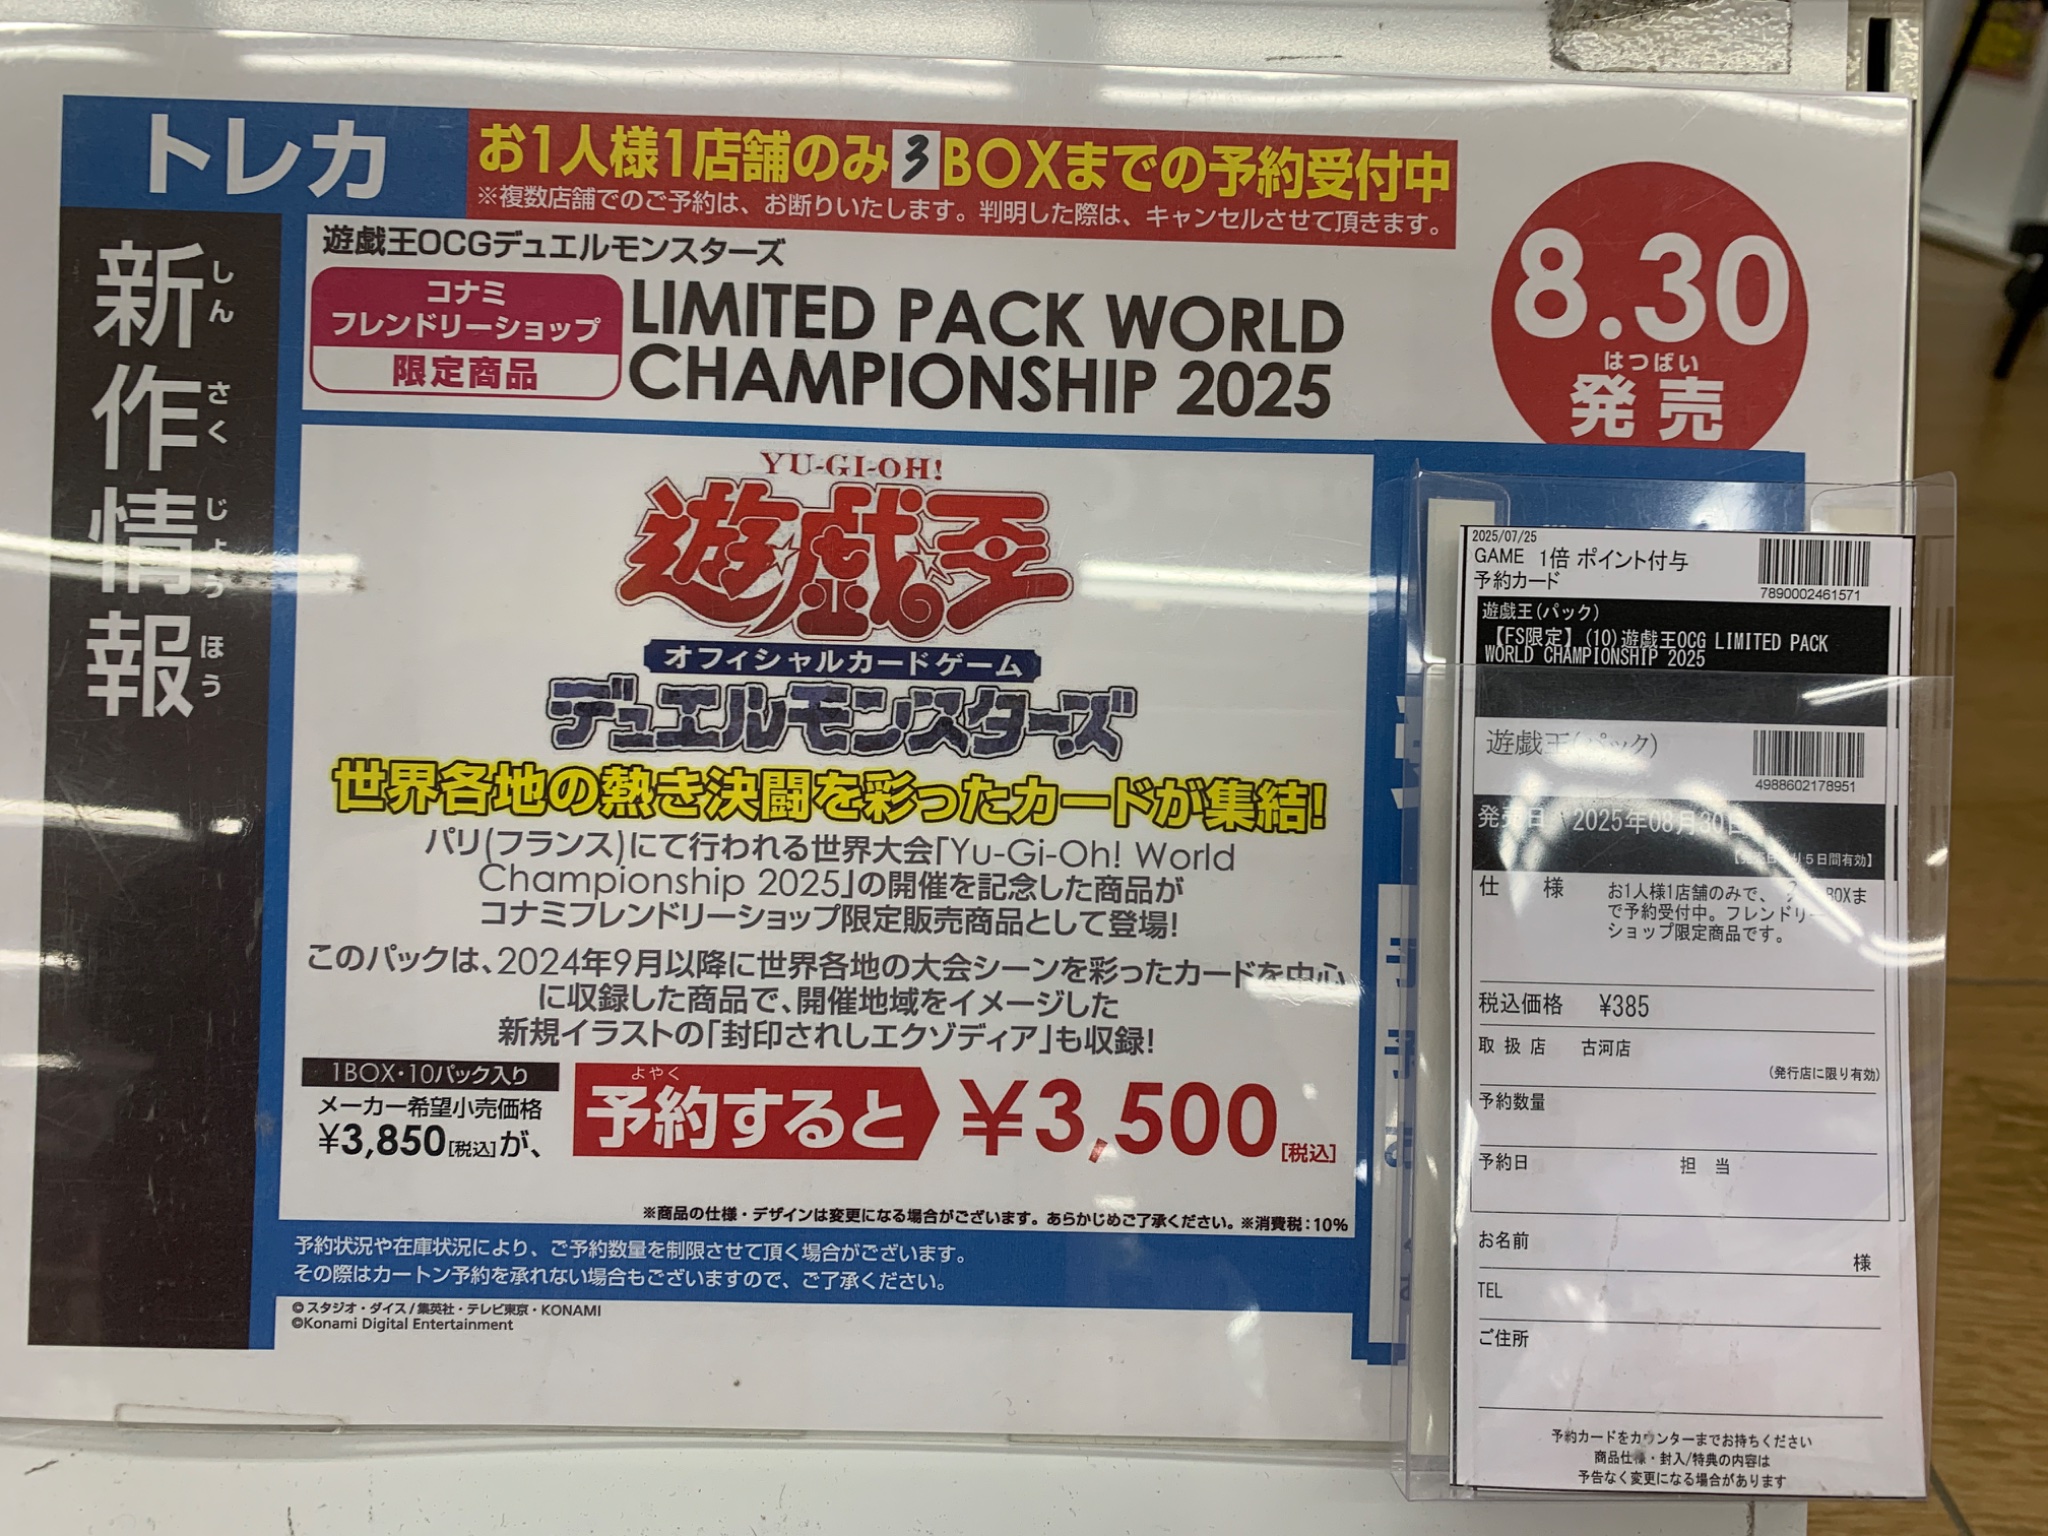 トレカ
お1人様1店舗のみ3BOXまでの予約受付中
※複数店舗でのご予約は、お断りいたします。判明した際は、キャンセルさせて頂きます。
新作情報
しんさくじょうほう
遊戯王OCGデュエルモンスターズ
コナミ
フレンドリーショップ
限定商品
LIMITED PACK WORLD
CHAMPIONSHIP 2025
8.30
はつばい
発売
YU-GI-OH!
遊戯王
オフィシャルカードゲーム
デュエルモンスターズ
世界各地の熱き決闘を彩ったカードが集結!
パリ(フランス)にて行われる世界大会「Yu-Gi-Oh! World
Championship 2025」の開催を記念した商品が
コナミフレンドリーショップ限定販売商品として登場!
このパックは、2024年9月以降に世界各地の大会シーンを彩ったカードを中心
に収録した商品で、開催地域をイメージした
新規イラストの「封印されしエクゾディア」も収録!
1BOX・10パック入り
メーカー希望小売価格
¥3,850[税込]が、
よやく
予約すると
¥3,500[税込]
※商品の仕様・デザインは変更になる場合がございます。あらかじめご了承ください。※消費税:10%
予約状況や在庫状況により、ご予約数量を制限させて頂く場合がございます。
その際はカートン予約を承れない場合もございますので、ご了承ください。
©スタジオ・ダイス/集英社・テレビ東京・KONAMI
©Konami Digital Entertainment
2025/07/25
GAME 1倍 ポイント付与
予約カード
7890002461571
遊戯王(パック)
【FS限定】(10)遊戯王OCG LIMITED PACK
WORLD CHAMPIONSHIP 2025
遊戯王(パック)
4988602178951
発売日 2025年08月30日
【発売日より5日間有効】
仕様 お1人様1店舗のみで、3BOXま
で予約受付中。フレンドリー
ショップ限定商品です。
税込価格 ¥385
取扱店 古河店
(発行店に限り有効)
予約数量
予約日 担当
お名前
様
TEL
ご住所
予約カードをカウンターまでお持ちください
商品仕様・封入/特典の内容は
予告なく変更になる場合があります